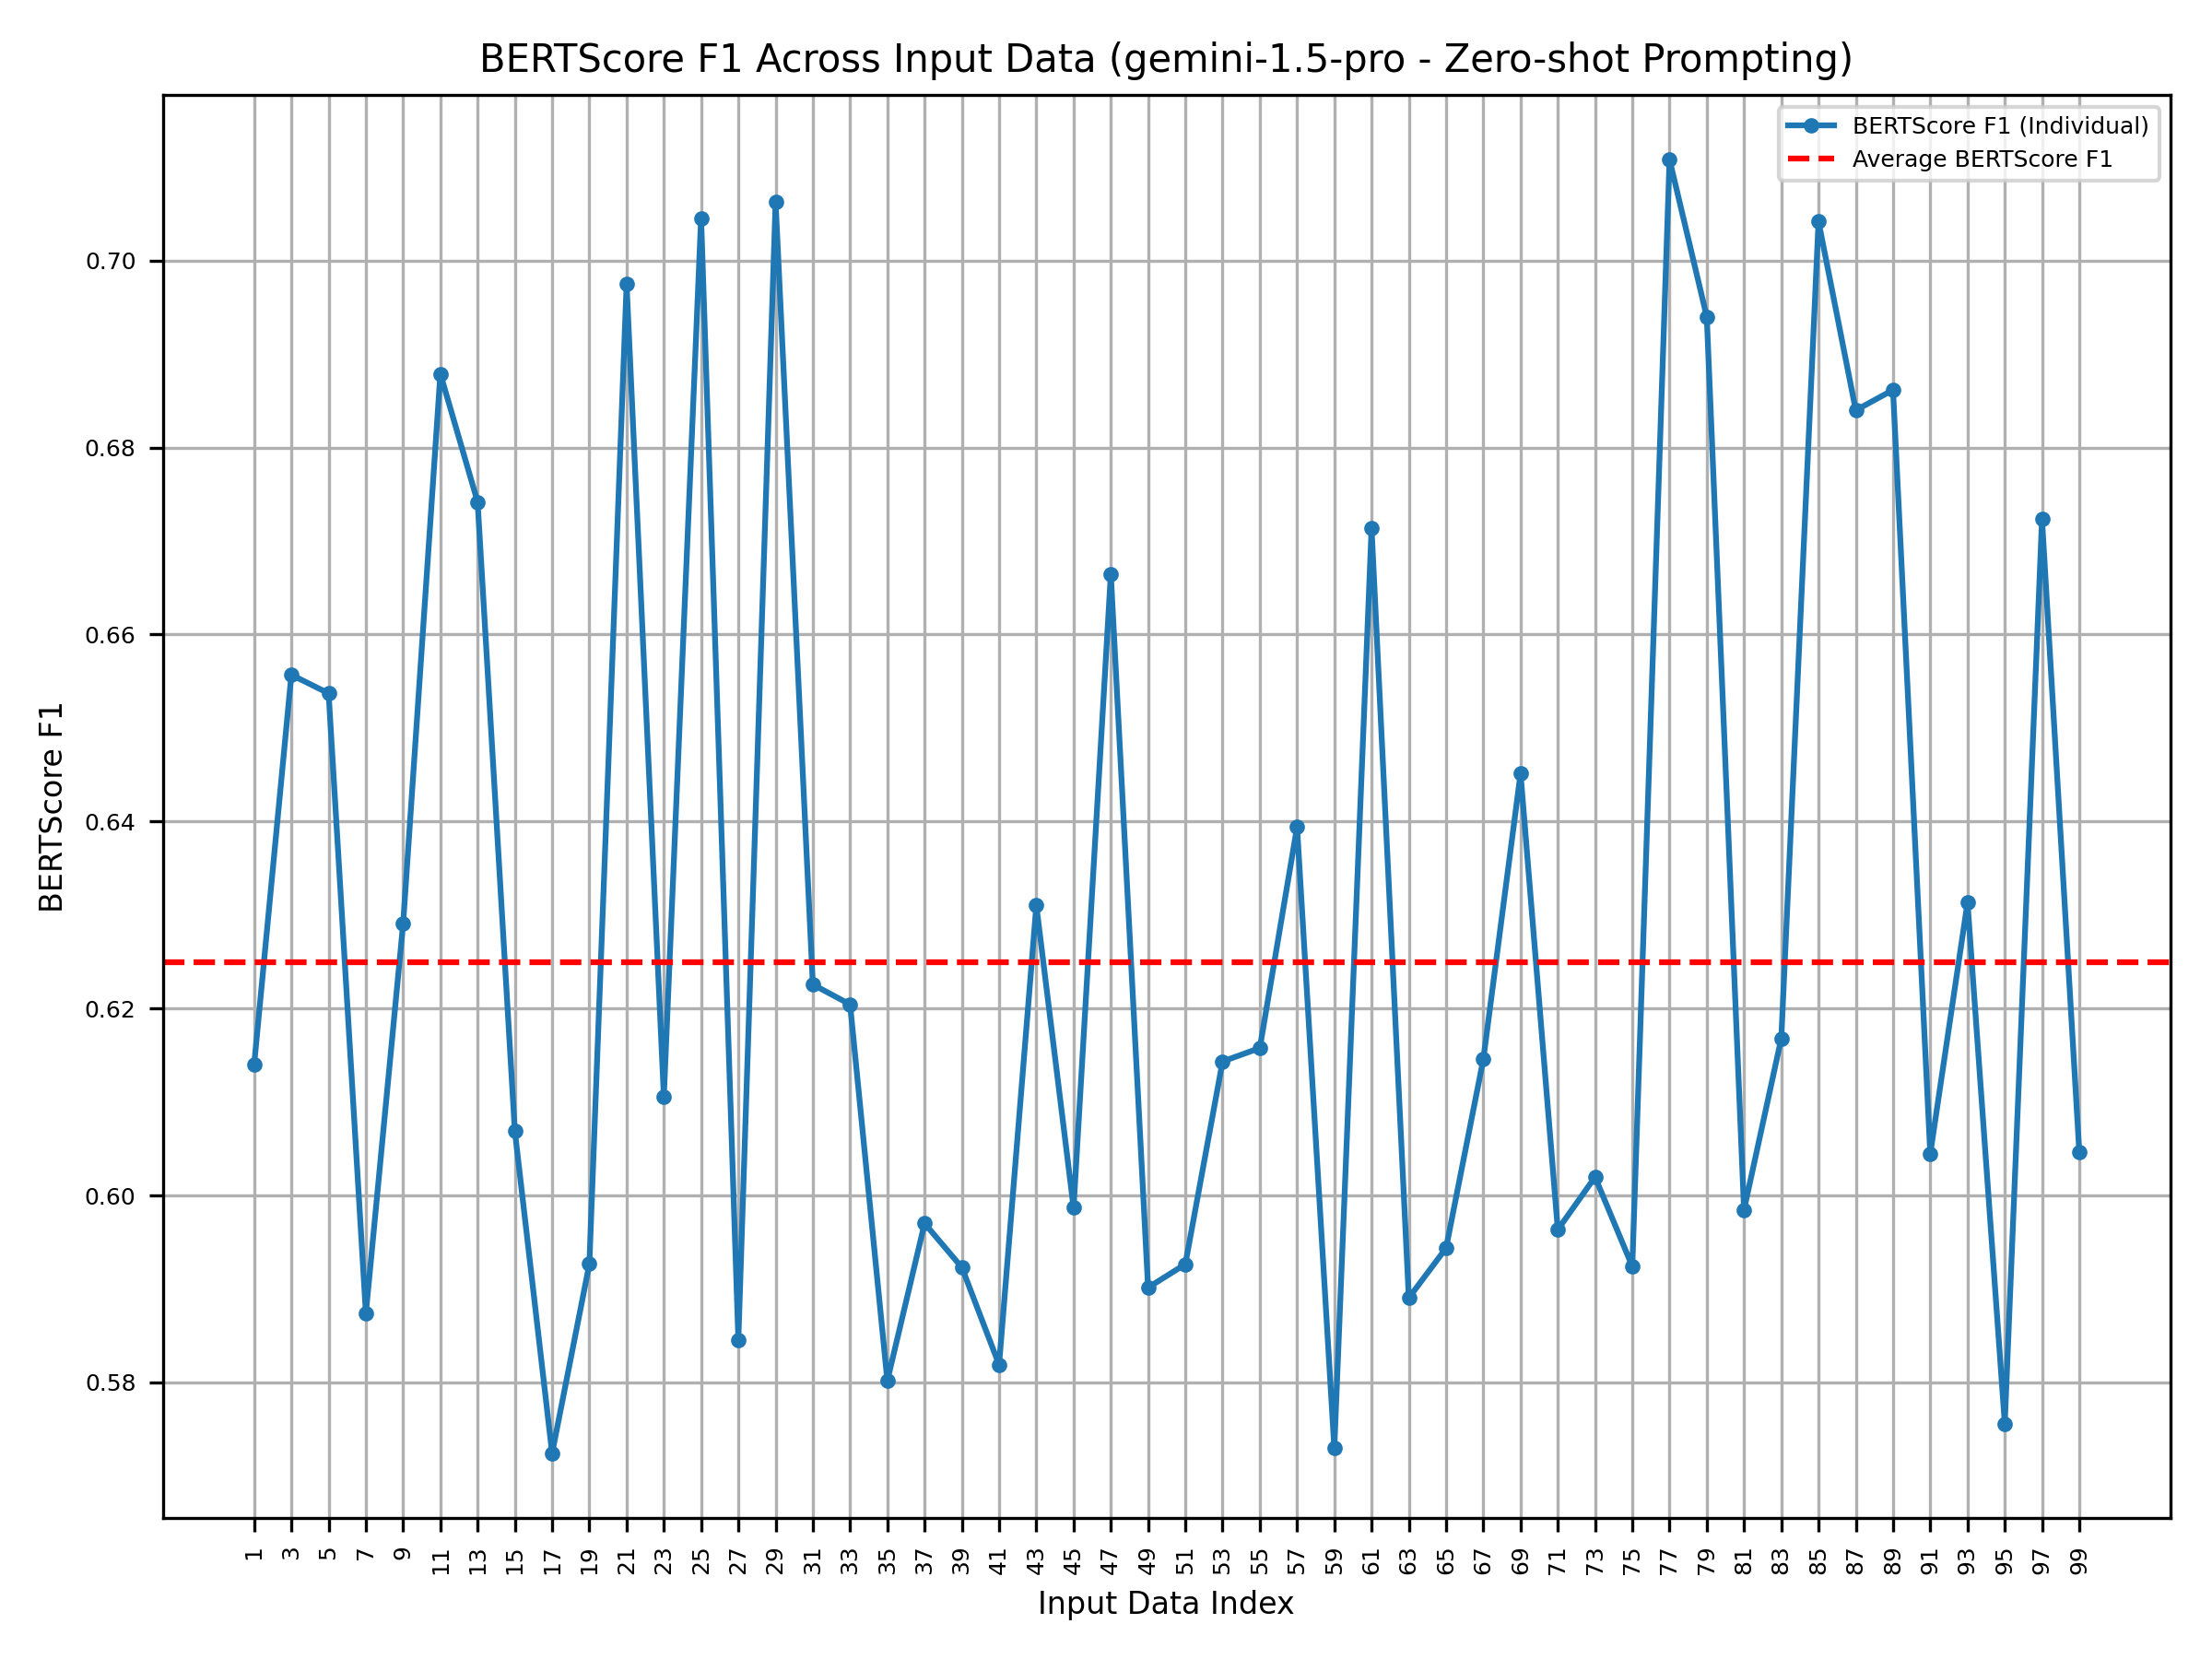 BERTScore F1 Across Input Data (gemini-1.5-pro - Zero-shot Prompting)
BERTScore F1 (Individual)
Average BERTScore F1
0.70
0.68
0.66
0.64
0.62
0.60
0.58
BERTScore F1
1 3 5 7 9 11 13 15 17 19 21 23 25 27 29 31 33 35 37 39 41 43 45 47 49 51 53 55 57 59 61 63 65 67 69 71 73 75 77 79 81 83 85 87 89 91 93 95 97 99
Input Data Index